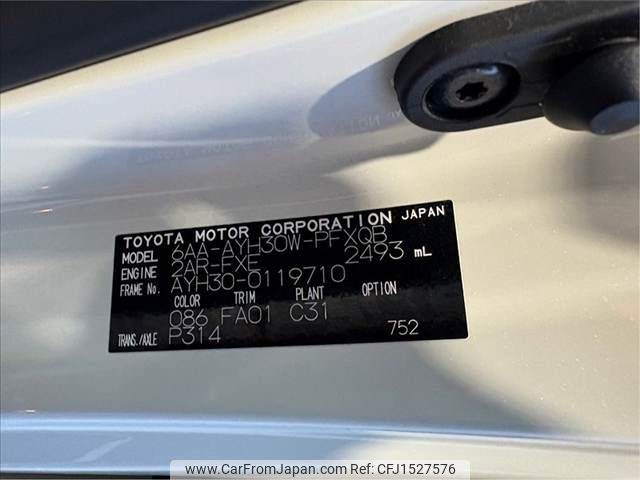 TOYOTA MOTOR CORPORATION JAPAN
MODEL 6AA-AYH30W-PFXQB
ENGINE 2AR-FXE 2493 mL
FRAME No. AYH30-0119710
COLOR TRIM PLANT OPTION
086 FA01 C31
TRANS./AXLE P314 752
www.CarFromJapan.com CFJ1527576